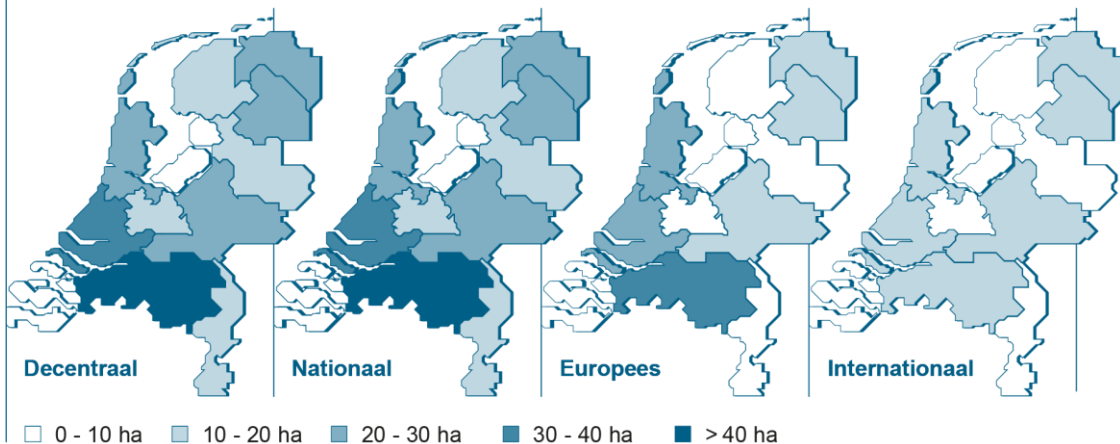 Decentraal
Nationaal
Europees
Internationaal
0 - 10 ha
10 - 20 ha
20 - 30 ha
30 - 40 ha
> 40 ha